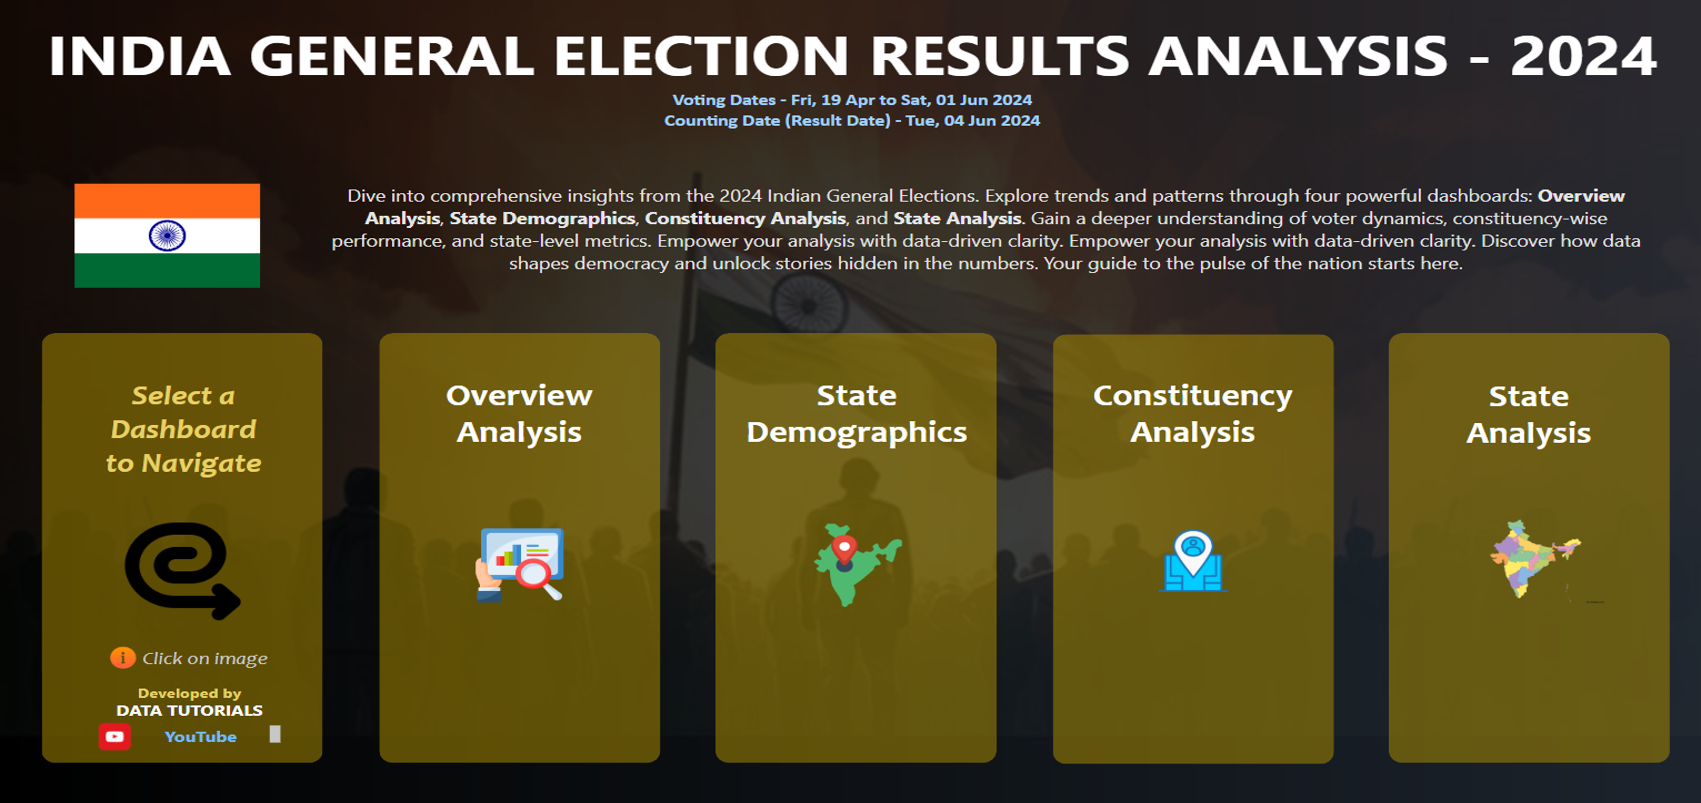 INDIA GENERAL ELECTION RESULTS ANALYSIS - 2024
Voting Dates - Fri, 19 Apr to Sat, 01 Jun 2024
Counting Date (Result Date) - Tue, 04 Jun 2024
Dive into comprehensive insights from the 2024 Indian General Elections. Explore trends and patterns through four powerful dashboards: Overview
Analysis, State Demographics, Constituency Analysis, and State Analysis. Gain a deeper understanding of voter dynamics, constituency-wise
performance, and state-level metrics. Empower your analysis with data-driven clarity. Empower your analysis with data-driven clarity. Discover how data
shapes democracy and unlock stories hidden in the numbers. Your guide to the pulse of the nation starts here.
Select a
Dashboard
to Navigate
i Click on image
Developed by
DATA TUTORIALS
YouTube
Overview
Analysis
State
Demographics
Constituency
Analysis
State
Analysis